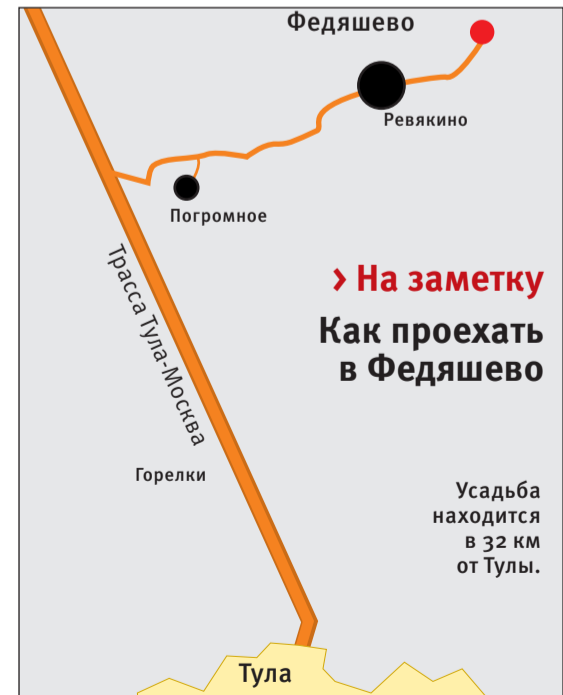 Федяшево
Ревякино
Погромное
Трасса Тула-Москва
› На заметку
Как проехать
в Федяшево
Горелки
Усадьба
находится
в 32 км
от Тулы.
Тула